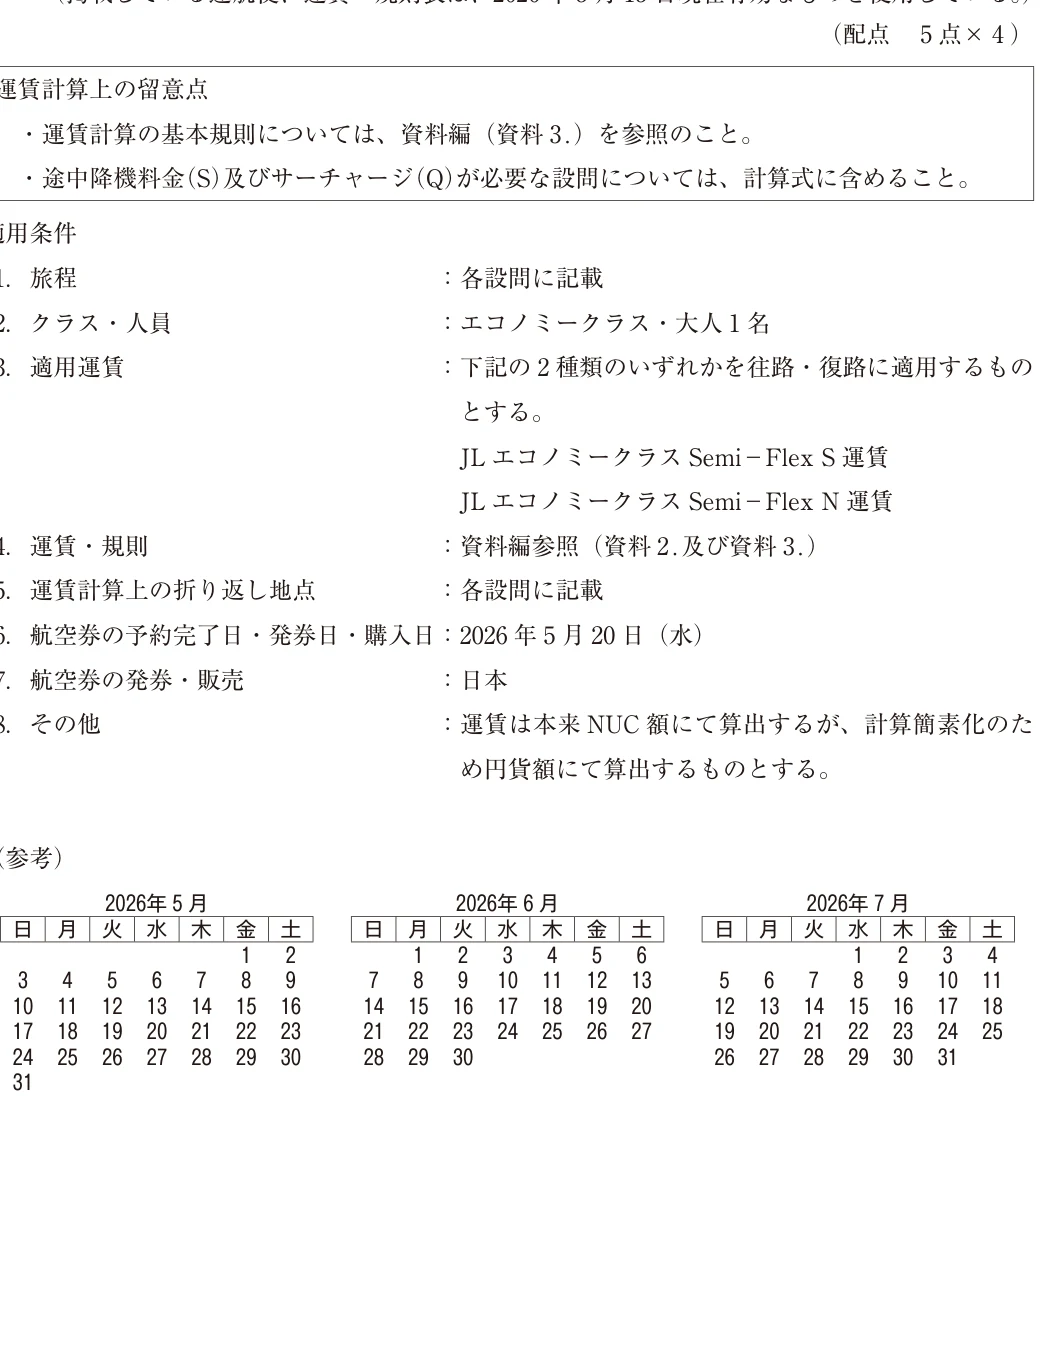 (配点　５点×４)
運賃計算上の留意点
・運賃計算の基本規則については、資料編（資料３.）を参照のこと。
・途中降機料金(S)及びサーチャージ(Q)が必要な設問については、計算式に含めること。
用条件
1. 旅程：各設問に記載
2. クラス・人員：エコノミークラス・大人１名
3. 適用運賃：下記の２種類のいずれかを往路・復路に適用するもの
とする。
JL エコノミークラス Semi－Flex S 運賃
JL エコノミークラス Semi－Flex N 運賃
4. 運賃・規則：資料編参照（資料２.及び資料３.）
5. 運賃計算上の折り返し地点：各設問に記載
6. 航空券の予約完了日・発券日・購入日：2026 年 5 月 20 日（水）
7. 航空券の発券・販売：日本
8. その他：運賃は本来 NUC 額にて算出するが、計算簡素化のた
め円貨額にて算出するものとする。
（参考）
2026年 5 月
日 月 火 水 木 金 土
1 2
3 4 5 6 7 8 9
10 11 12 13 14 15 16
17 18 19 20 21 22 23
24 25 26 27 28 29 30
31
2026年 6 月
日 月 火 水 木 金 土
1 2 3 4 5 6
7 8 9 10 11 12 13
14 15 16 17 18 19 20
21 22 23 24 25 26 27
28 29 30
2026年 7 月
日 月 火 水 木 金 土
1 2 3 4
5 6 7 8 9 10 11
12 13 14 15 16 17 18
19 20 21 22 23 24 25
26 27 28 29 30 31